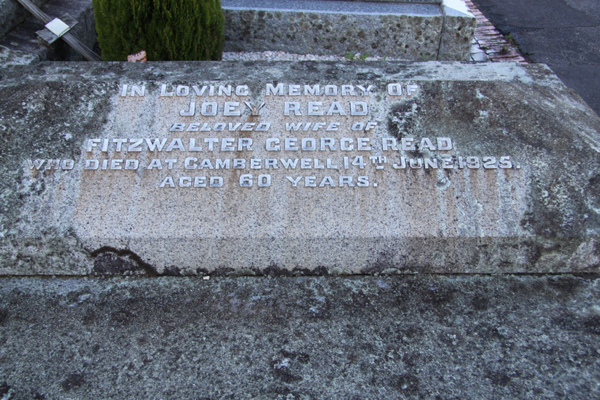 IN LOVING MEMORY OF
JOEY READ
BELOVED WIFE OF
FITZWALTER GEORGE READ
WHO DIED AT CAMBERWELL 14TH JUNE 1925.
AGED 60 YEARS.